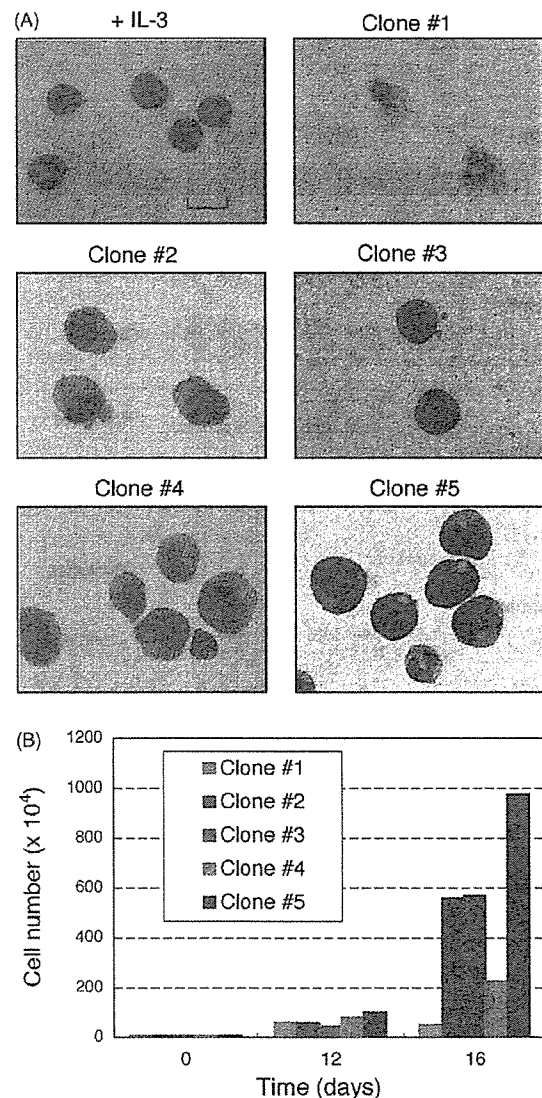 (A)
+ IL-3
Clone #1
Clone #2
Clone #3
Clone #4
Clone #5
(B)
1200
1000
800
600
400
200
0
Cell number (x 10⁴)
Clone #1
Clone #2
Clone #3
Clone #4
Clone #5
0
12
16
Time (days)